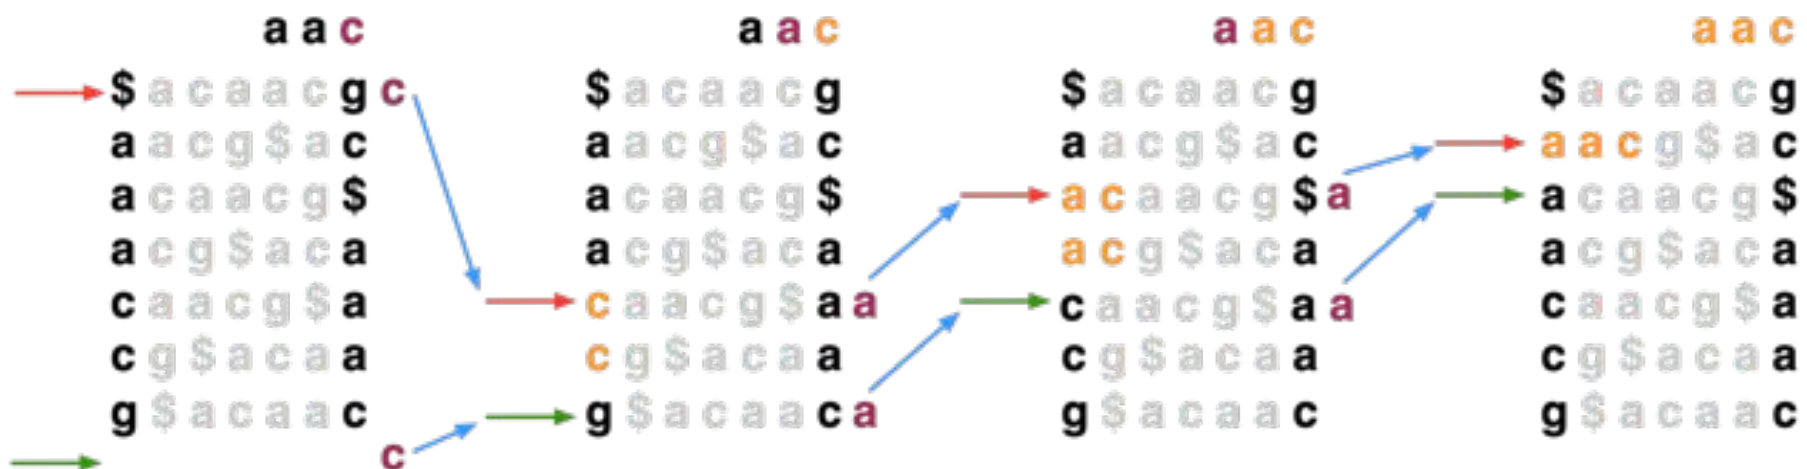 a a c
$ a c a a c g c
a a c g $ a c
a c a a c g $
a c g $ a c a
c a a c g $ a
c g $ a c a a
g $ a c a a c
c
a a c
$ a c a a c g
a a c g $ a c
a c a a c g $
a c g $ a c a
c a a c g $ a a
c g $ a c a a
g $ a c a a c a
a a c
$ a c a a c g
a a c g $ a c
a c a a c g $ a
a c g $ a c a
c a a c g $ a a
c g $ a c a a
g $ a c a a c
a a c
$ a c a a c g
a a c g $ a c
a c a a c g $
a c g $ a c a
c a a c g $ a
c g $ a c a a
g $ a c a a c